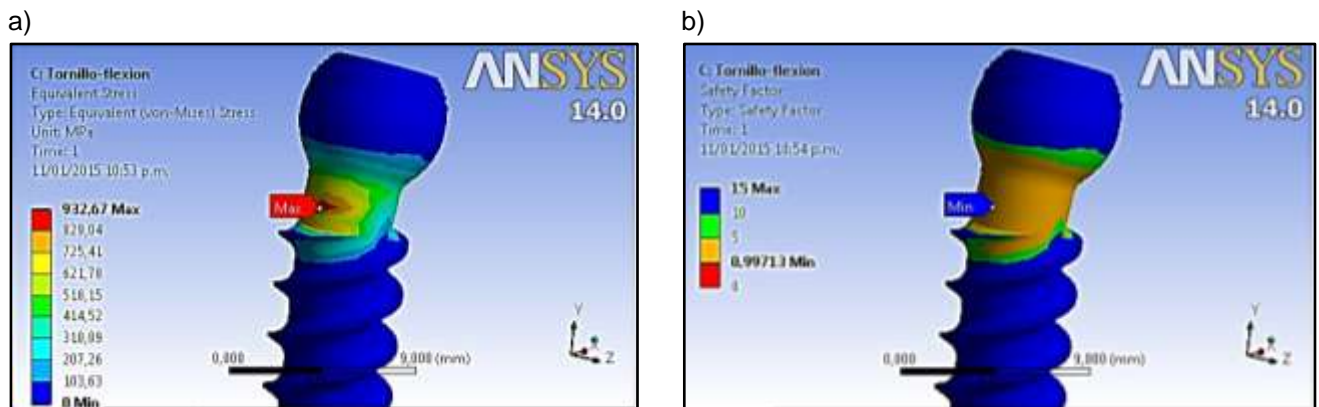 a)
ANSYS
14.0
C: Tornillo-flexion
Equivalent Stress
Type: Equivalent (von-Mises) Stress
Unit: MPa
Time: 1
11/01/2015 10:53 p.m.
932,67 Max
829,04
725,41
621,78
518,15
414,52
310,89
207,26
103,63
0 Min
Max
0,000
9,000 (mm)
Y
X
Z
b)
ANSYS
14.0
C: Tornillo-flexion
Safety Factor
Type: Safety Factor
Time: 1
11/01/2015 10:54 p.m.
15 Max
10
5
0,99713 Min
0
Min
0,000
9,000 (mm)
Y
X
Z